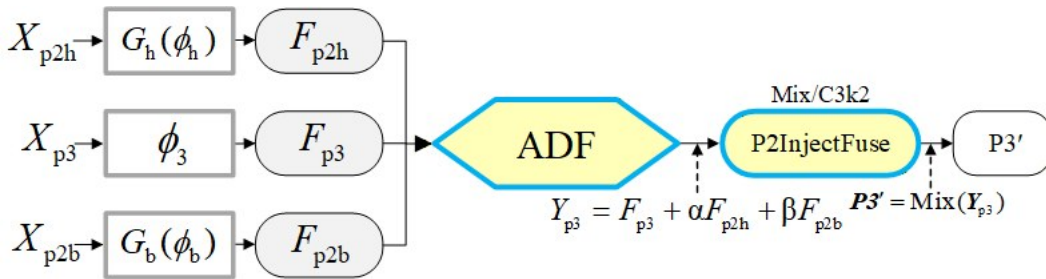 X_p2h G_h(ϕ_h) F_p2h
Mix/C3k2
X_p3 ϕ_3 F_p3 ADF P2InjectFuse P3′
Y_p3 = F_p3 + αF_p2h + βF_p2b P3′ = Mix(Y_p3)
X_p2b G_b(ϕ_b) F_p2b